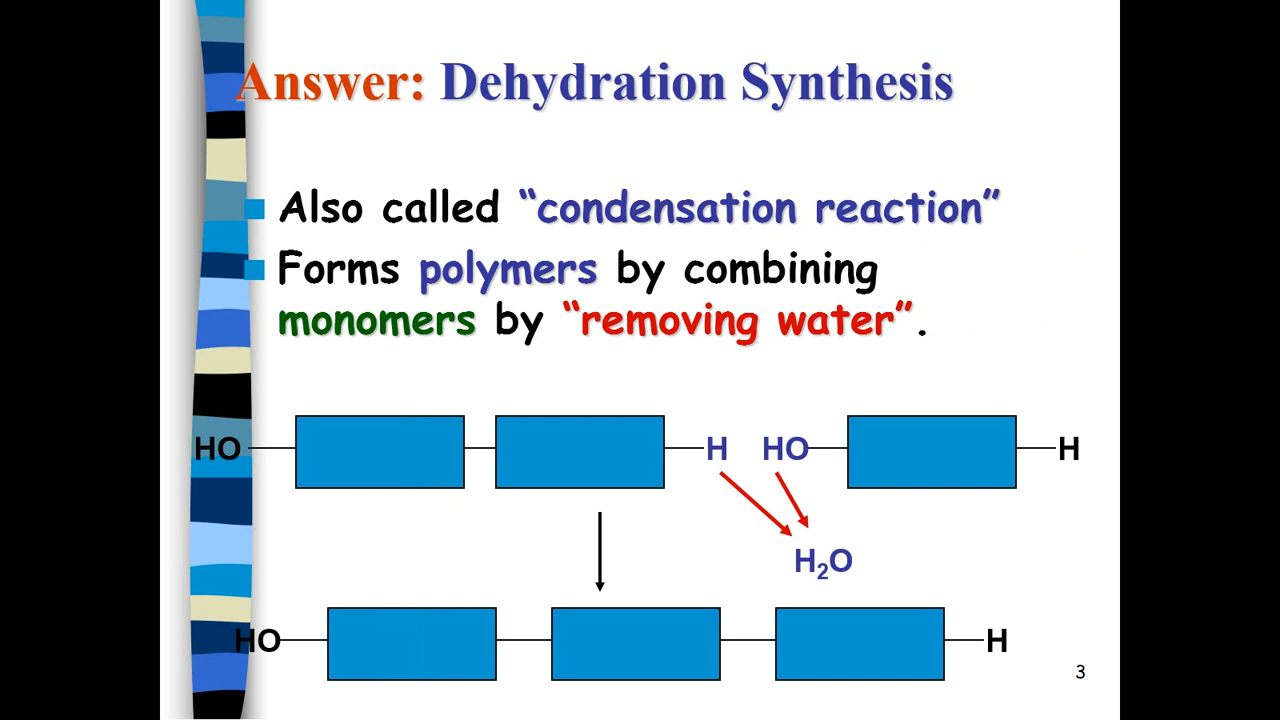 Answer: Dehydration Synthesis
Also called “condensation reaction”
Forms polymers by combining
monomers by “removing water”.
HO H HO H
H₂O
HO H
3